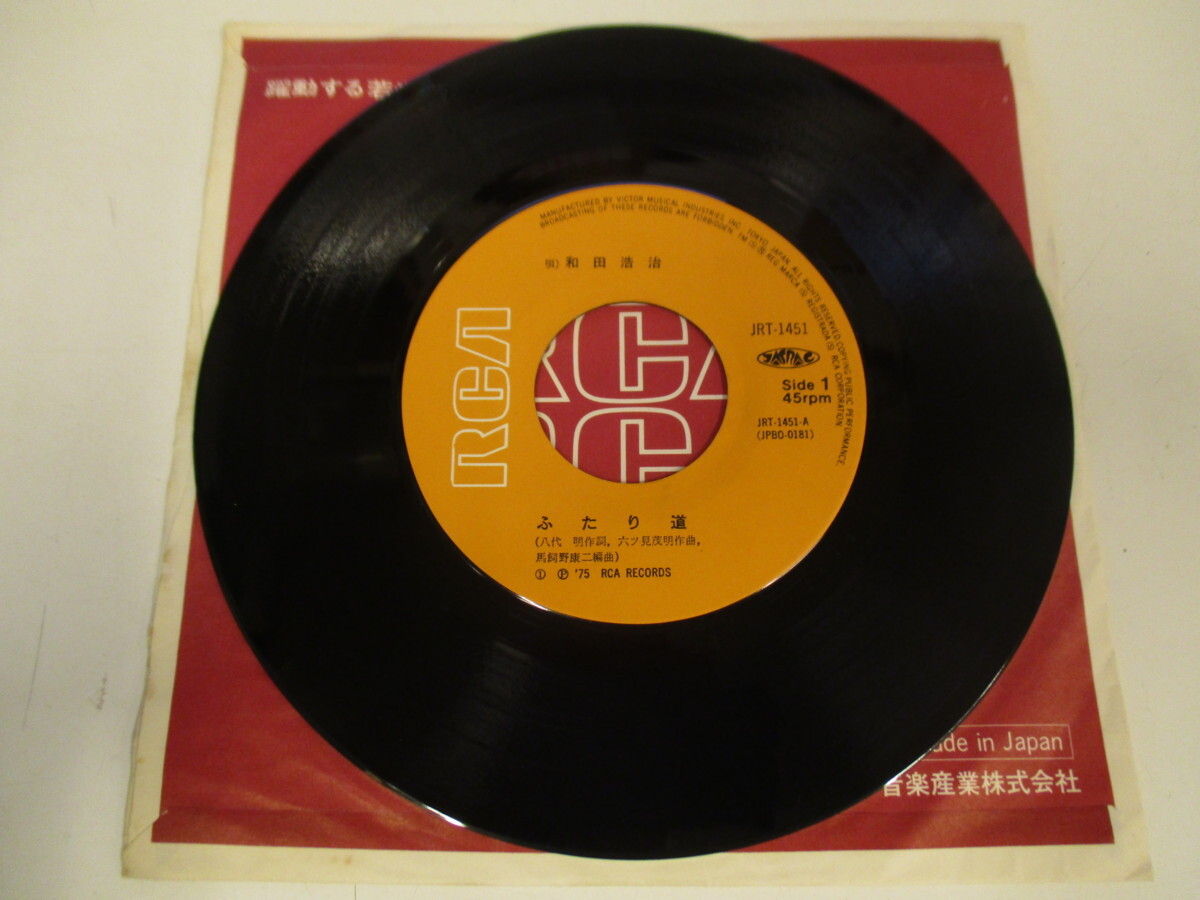 躍動する若
MANUFACTURED BY VICTOR MUSICAL INDUSTRIES, INC. TOKYO, JAPAN. ALL RIGHTS RESERVED. COPYING PUBLIC PERFORMANCE,
BROADCASTING OF THESE RECORDS ARE FORBIDDEN. TM ® REG. MARCA ® REGISTRADA ® RCA CORPORATION
和田浩治
RCA
JRT-1451
JASRAC
Side 1
45rpm
JRT-1451-A
(JPBO-0181)
RCA
ふたり道
(八代 明作詞, 六ツ見茂明作曲,
馬飼野康二編曲)
① Ⓟ '75 RCA RECORDS
ade in Japan
音楽産業株式会社